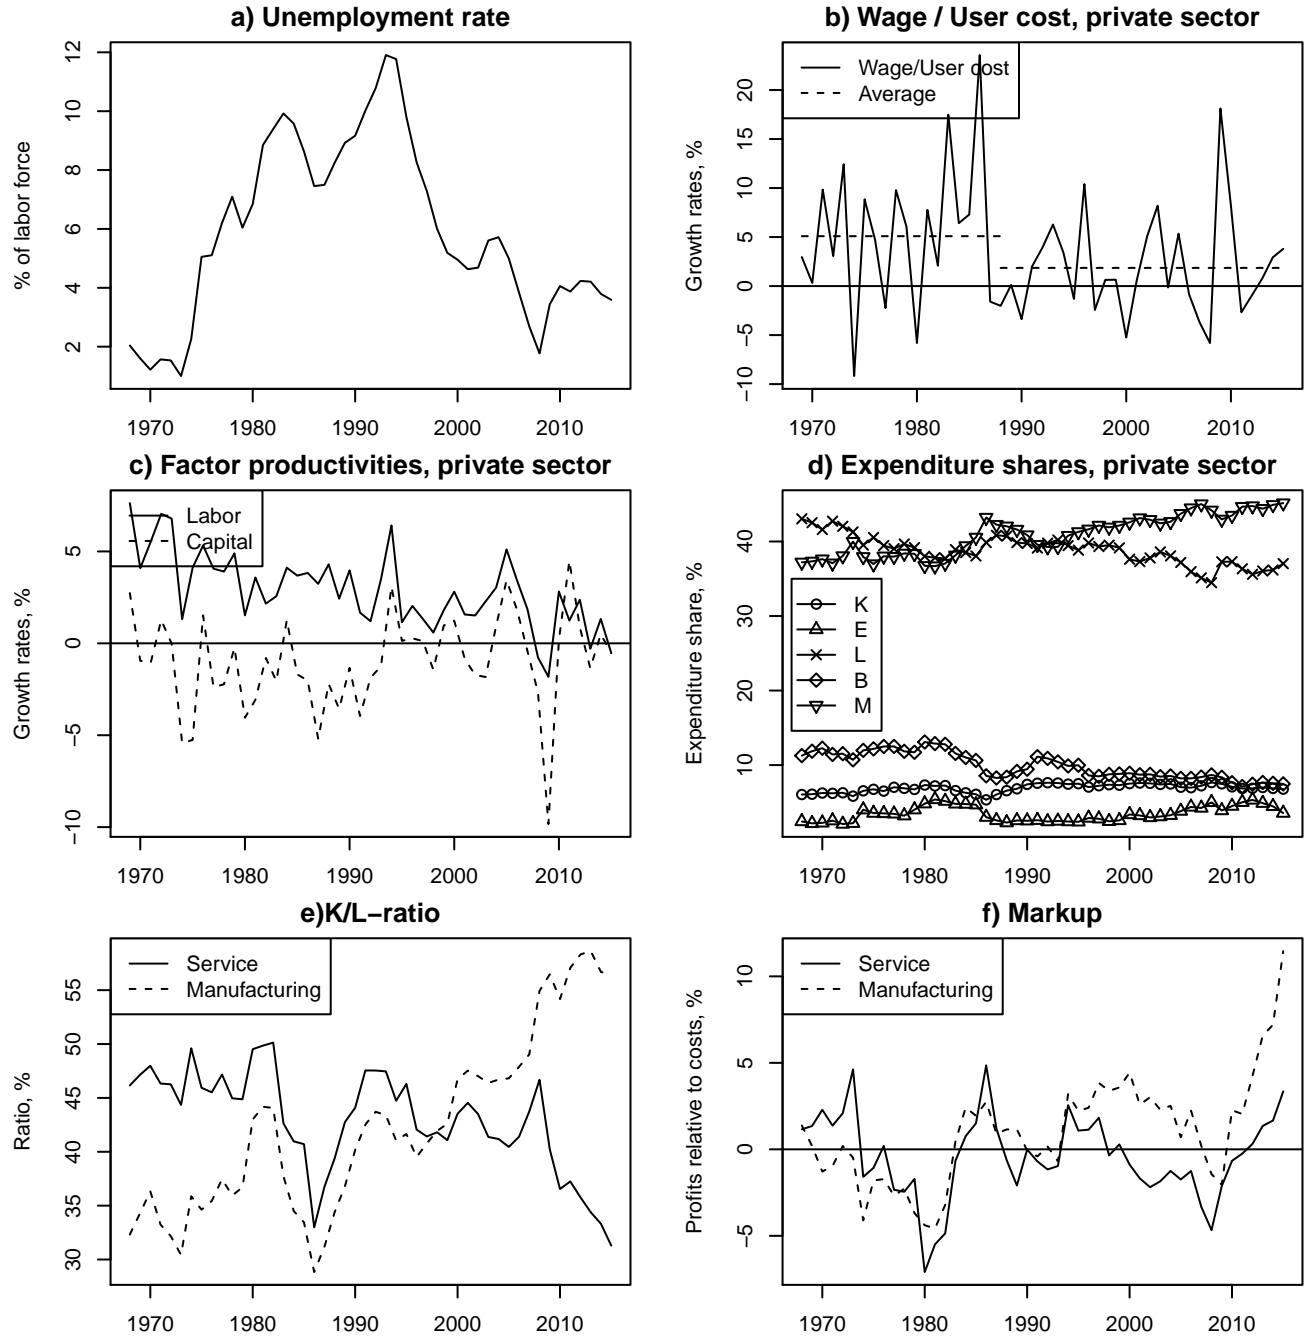 a) Unemployment rate
% of labor force
12
10
8
6
4
2
1970 1980 1990 2000 2010
b) Wage / User cost, private sector
Wage/User cost
Average
Growth rates, %
20
15
10
5
0
−5
−10
1970 1980 1990 2000 2010
c) Factor productivities, private sector
Labor
Capital
Growth rates, %
5
0
−5
−10
1970 1980 1990 2000 2010
d) Expenditure shares, private sector
Expenditure share, %
40
30
20
10
K
E
L
B
M
1970 1980 1990 2000 2010
e)K/L−ratio
Service
Manufacturing
Ratio, %
55
50
45
40
35
30
1970 1980 1990 2000 2010
f) Markup
Service
Manufacturing
Profits relative to costs, %
10
5
0
−5
1970 1980 1990 2000 2010